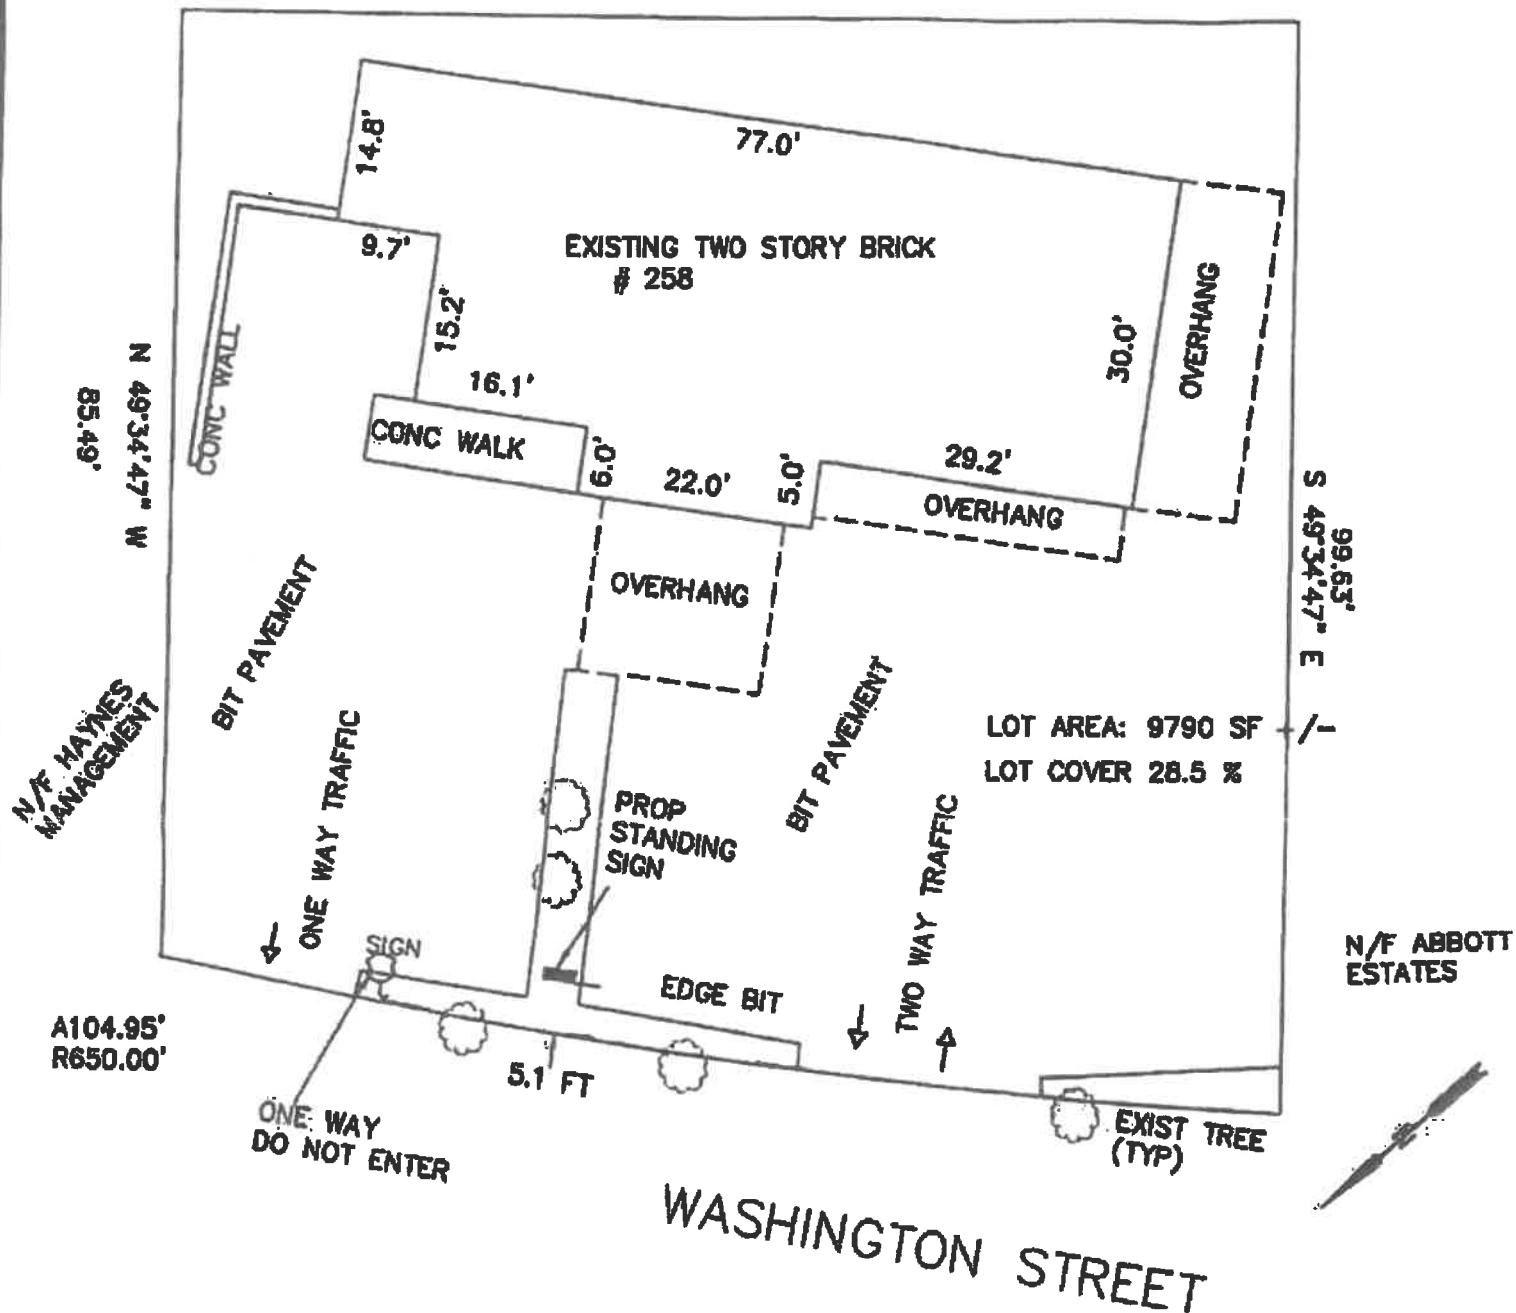 77.0'
14.8'
9.7'
EXISTING TWO STORY BRICK
# 258
15.2'
30.0'
OVERHANG
CONC WALL
N 49°34'47" W
85.49'
16.1'
CONC WALK
6.0'
22.0'
5.0'
29.2'
OVERHANG
OVERHANG
S 49°34'47" E
99.63'
BIT PAVEMENT
BIT PAVEMENT
N/F HAYNES
MANAGEMENT
LOT AREA: 9790 SF +/-
LOT COVER 28.5 %
ONE WAY TRAFFIC
PROP
STANDING
SIGN
TWO WAY TRAFFIC
N/F ABBOTT
ESTATES
SIGN
EDGE BIT
A104.95'
R650.00'
5.1 FT
ONE WAY
DO NOT ENTER
EXIST TREE
(TYP)
WASHINGTON STREET